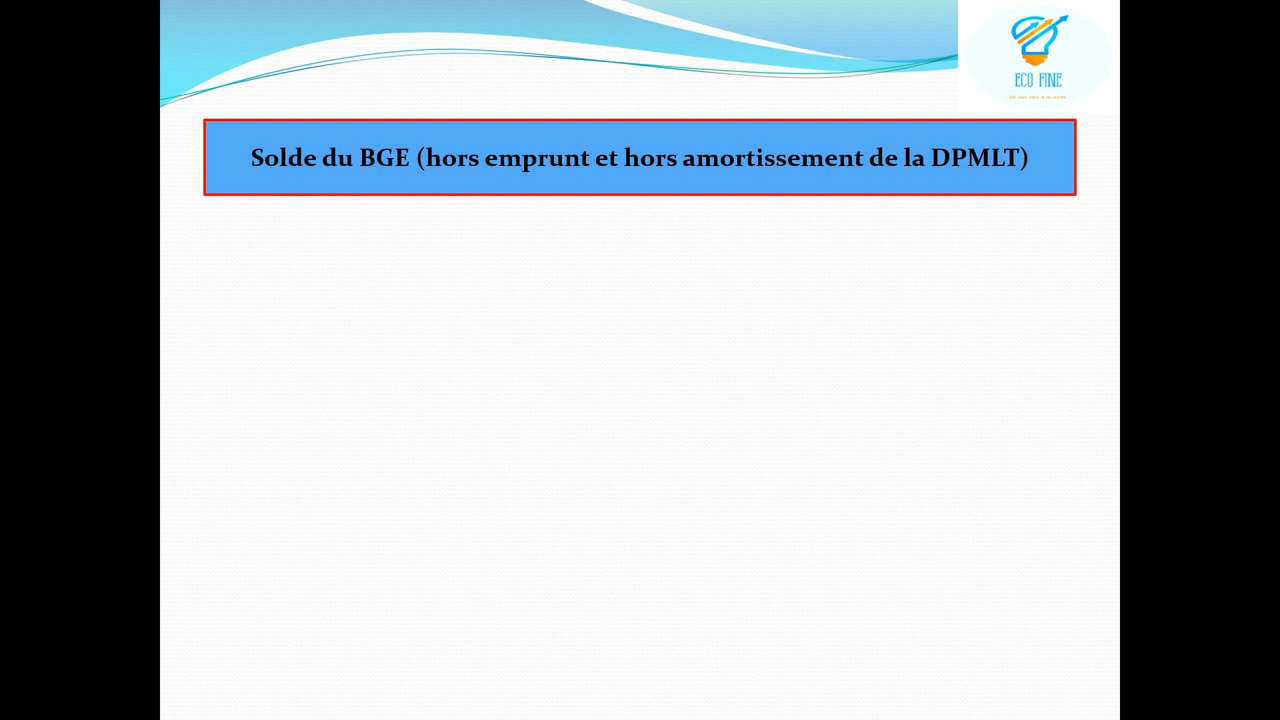 ECO FINE
Solde du BGE (hors emprunt et hors amortissement de la DPMLT)